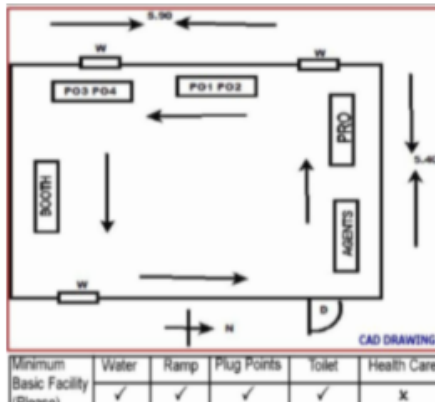 5.90
W
W
PO3 PO4
PO1 PO2
PRO
5.40
BOOTH
AGENTS
W
D
N
CAD DRAWING
Minimum Water Ramp Plug Points Toilet Health Care
Basic Facility ✓ ✓ ✓ ✓ x
(Please)